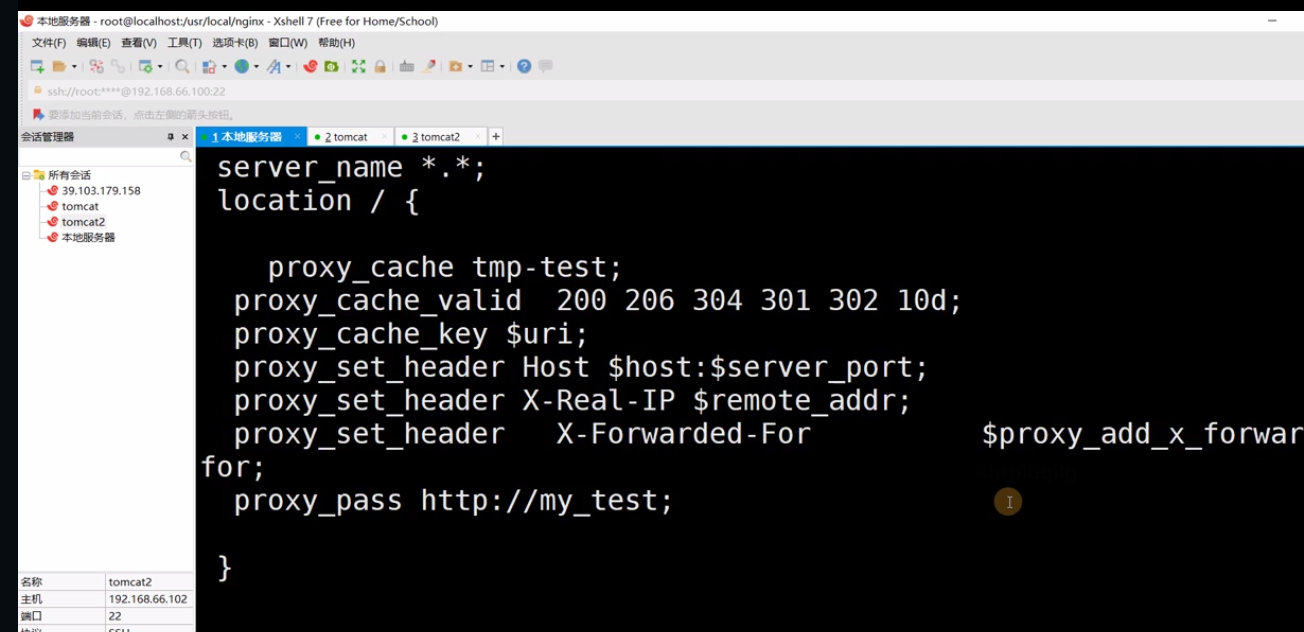 本地服务器 - root@localhost:/usr/local/nginx - Xshell 7 (Free for Home/School)
文件(F) 编辑(E) 查看(V) 工具(T) 选项卡(B) 窗口(W) 帮助(H)
ssh://root:****@192.168.66.100:22
要添加当前会话，点击左侧的箭头按钮。
会话管理器
1 本地服务器
2 tomcat
3 tomcat2
所有会话
39.103.179.158
tomcat
tomcat2
本地服务器
server_name *.*;
location / {
proxy_cache tmp-test;
proxy_cache_valid 200 206 304 301 302 10d;
proxy_cache_key $uri;
proxy_set_header Host $host:$server_port;
proxy_set_header X-Real-IP $remote_addr;
proxy_set_header X-Forwarded-For $proxy_add_x_forwar
for;
proxy_pass http://my_test;
}
名称 tomcat2
主机 192.168.66.102
端口 22